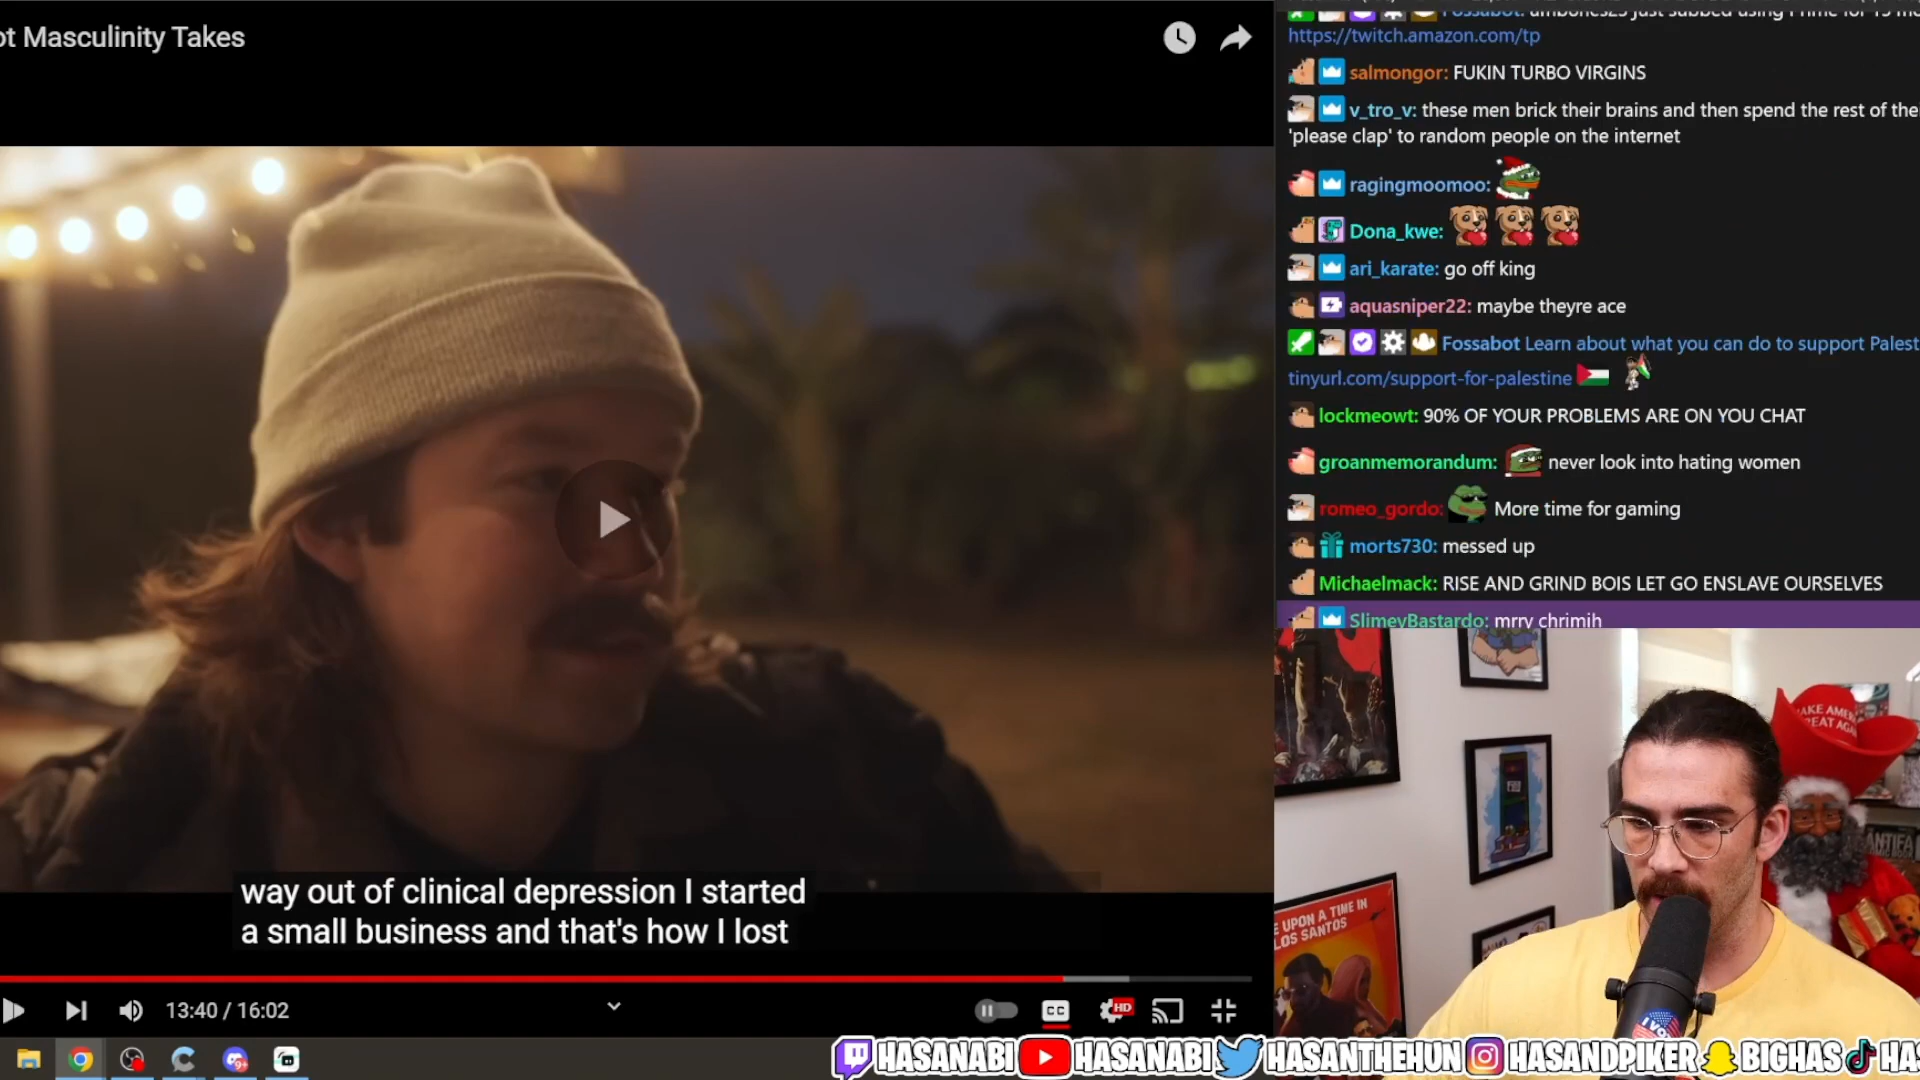 ot Masculinity Takes
https://twitch.amazon.com/tp
salmongor: FUKIN TURBO VIRGINS
v_tro_v: these men brick their brains and then spend the rest of the
'please clap' to random people on the internet
ragingmoomoo:
Dona_kwe:
ari_karate: go off king
aquasniper22: maybe theyre ace
Fossabot Learn about what you can do to support Palest
tinyurl.com/support-for-palestine
lockmeowt: 90% OF YOUR PROBLEMS ARE ON YOU CHAT
groanmemorandum: never look into hating women
romeo_gordo: More time for gaming
morts730: messed up
Michaelmack: RISE AND GRIND BOIS LET GO ENSLAVE OURSELVES
SlimeyBastardo: mrry chrimih
way out of clinical depression I started
a small business and that's how I lost
13:40 / 16:02
CC
HD
UPON A TIME IN
LOS SANTOS
ANTIFA
HASANABI HASANABI HASANTHEHUN HASANDPIKER BIGHAS HA